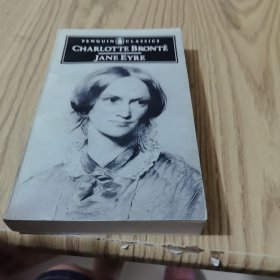 PENGUIN CLASSICS
CHARLOTTE BRONTË
JANE EYRE